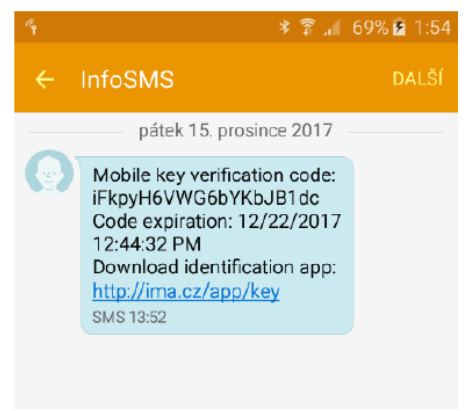 69% 1:54
InfoSMS DALŠÍ
pátek 15. prosince 2017
Mobile key verification code:
iFkpyH6VWG6bYKbJB1dc
Code expiration: 12/22/2017
12:44:32 PM
Download identification app:
http://ima.cz/app/key
SMS 13:52